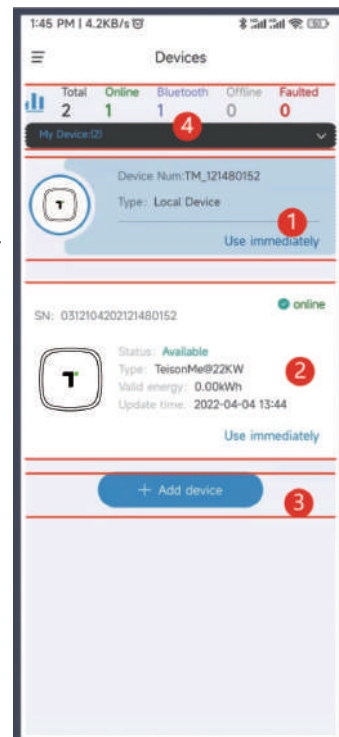 1:45 PM | 4.2KB/s
Devices
Total Online Bluetooth Offline Faulted
2 1 1 0 0
4
My Device:(2)
Device Num:TM_121480152
T
Type: Local Device
1
Use immediately
online
SN: 0312104202121480152
Status: Available
T
Type: TeisonMe@22KW
2
Valid energy: 0.00kWh
Update time: 2022-04-04 13:44
Use immediately
+ Add device
3